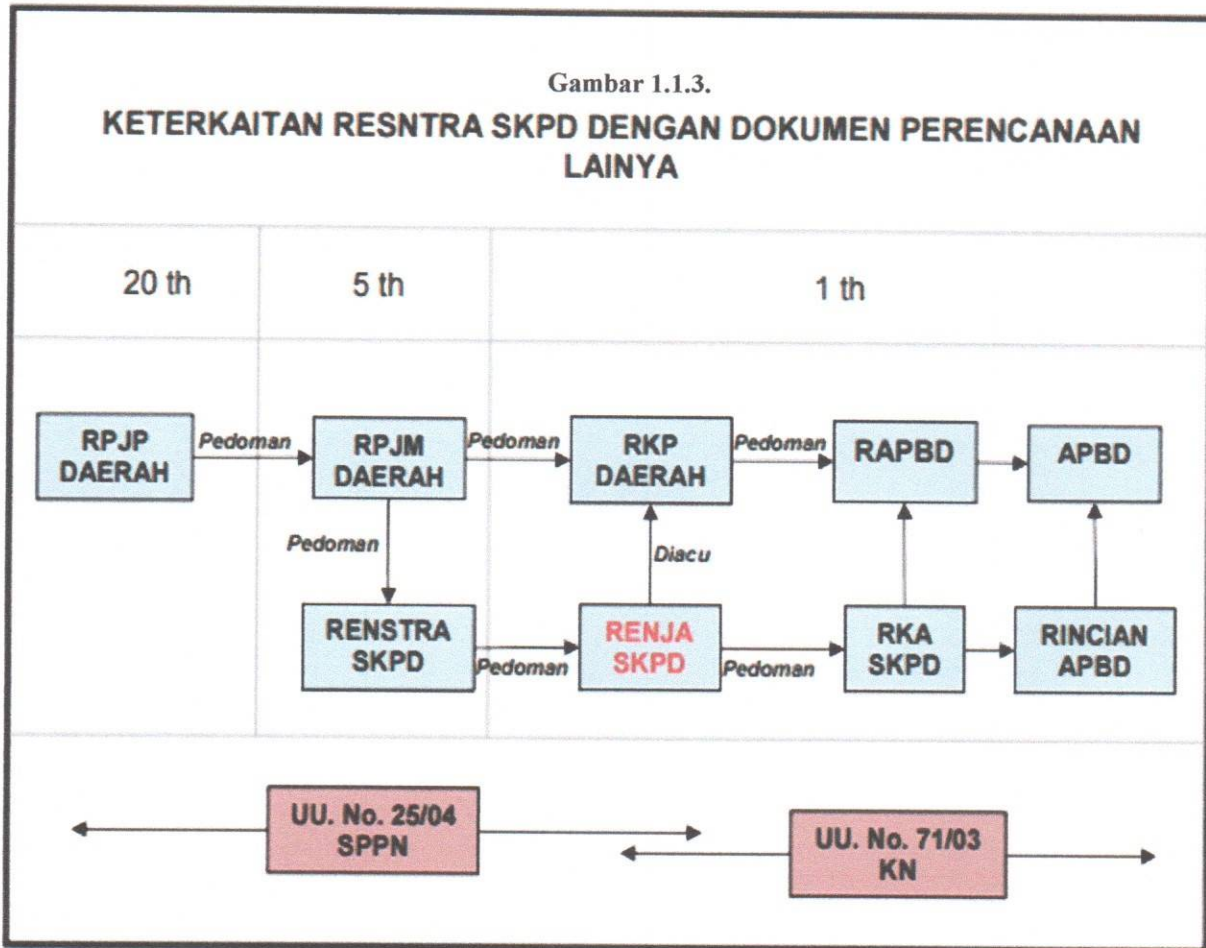 Gambar 1.1.3.
KETERKAITAN RESNTRA SKPD DENGAN DOKUMEN PERENCANAAN
LAINYA
20 th
5 th
1 th
RPJP
DAERAH
Pedoman
RPJM
DAERAH
Pedoman
RKP
DAERAH
Pedoman
RAPBD
APBD
Pedoman
Diacu
RENSTRA
SKPD
Pedoman
RENJA
SKPD
Pedoman
RKA
SKPD
RINCIAN
APBD
UU. No. 25/04
SPPN
UU. No. 71/03
KN